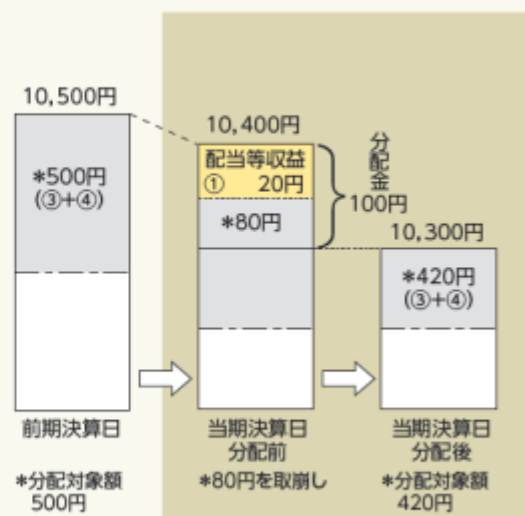 10,500円
*500円
(③+④)
前期決算日
*分配対象額
500円
10,400円
配当等収益
① 20円
*80円
分配金
100円
当期決算日
分配前
*80円を取崩し
10,300円
*420円
(③+④)
当期決算日
分配後
*分配対象額
420円